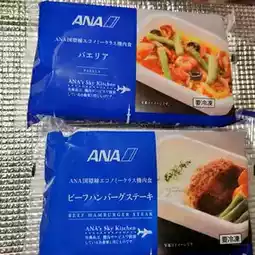 ANA
ANA国際線エコノミークラス機内食
パエリア
PAELLA
ANA's Sky Kitchen
要冷凍
ANA
ANA国際線エコノミークラス機内食
ビーフハンバーグステーキ
BEEF HAMBURGER STEAK
ANA's Sky Kitchen
要冷凍